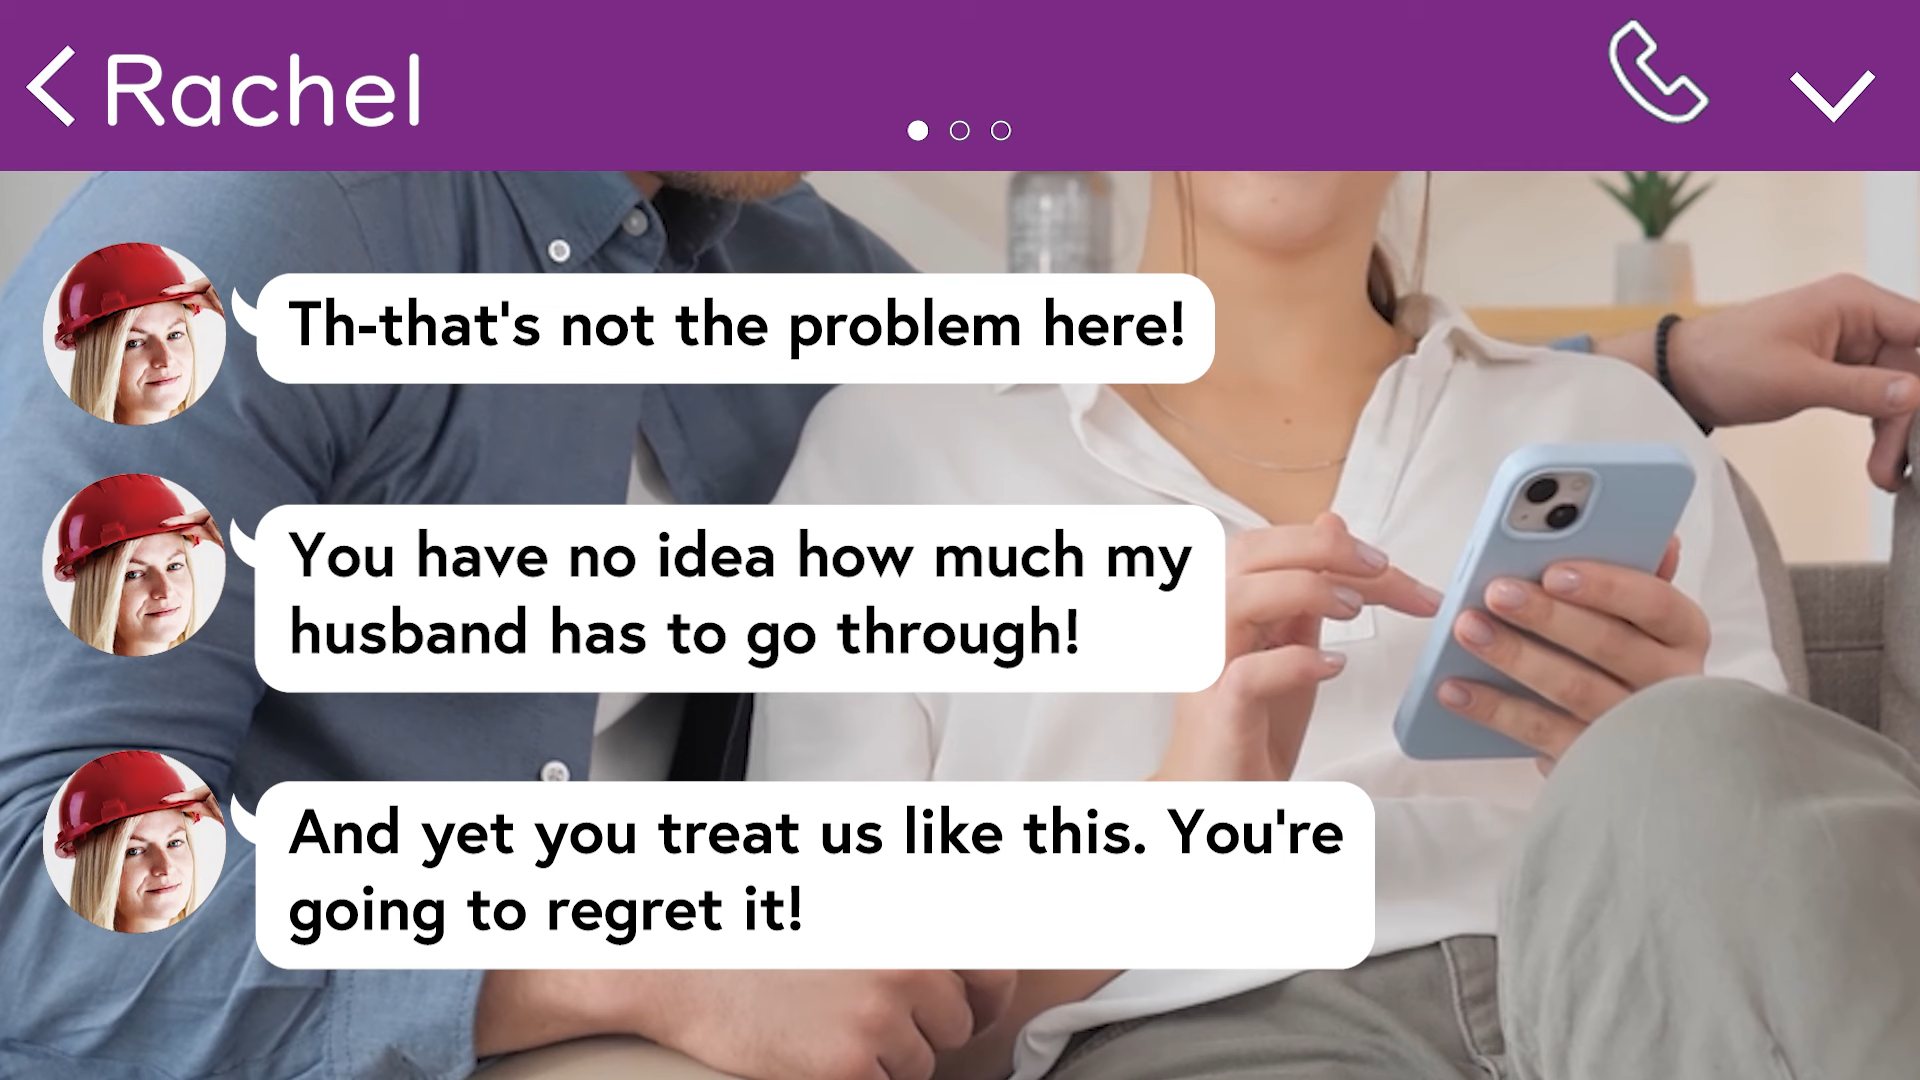 Rachel
Th-that's not the problem here!
You have no idea how much my
husband has to go through!
And yet you treat us like this. You're
going to regret it!